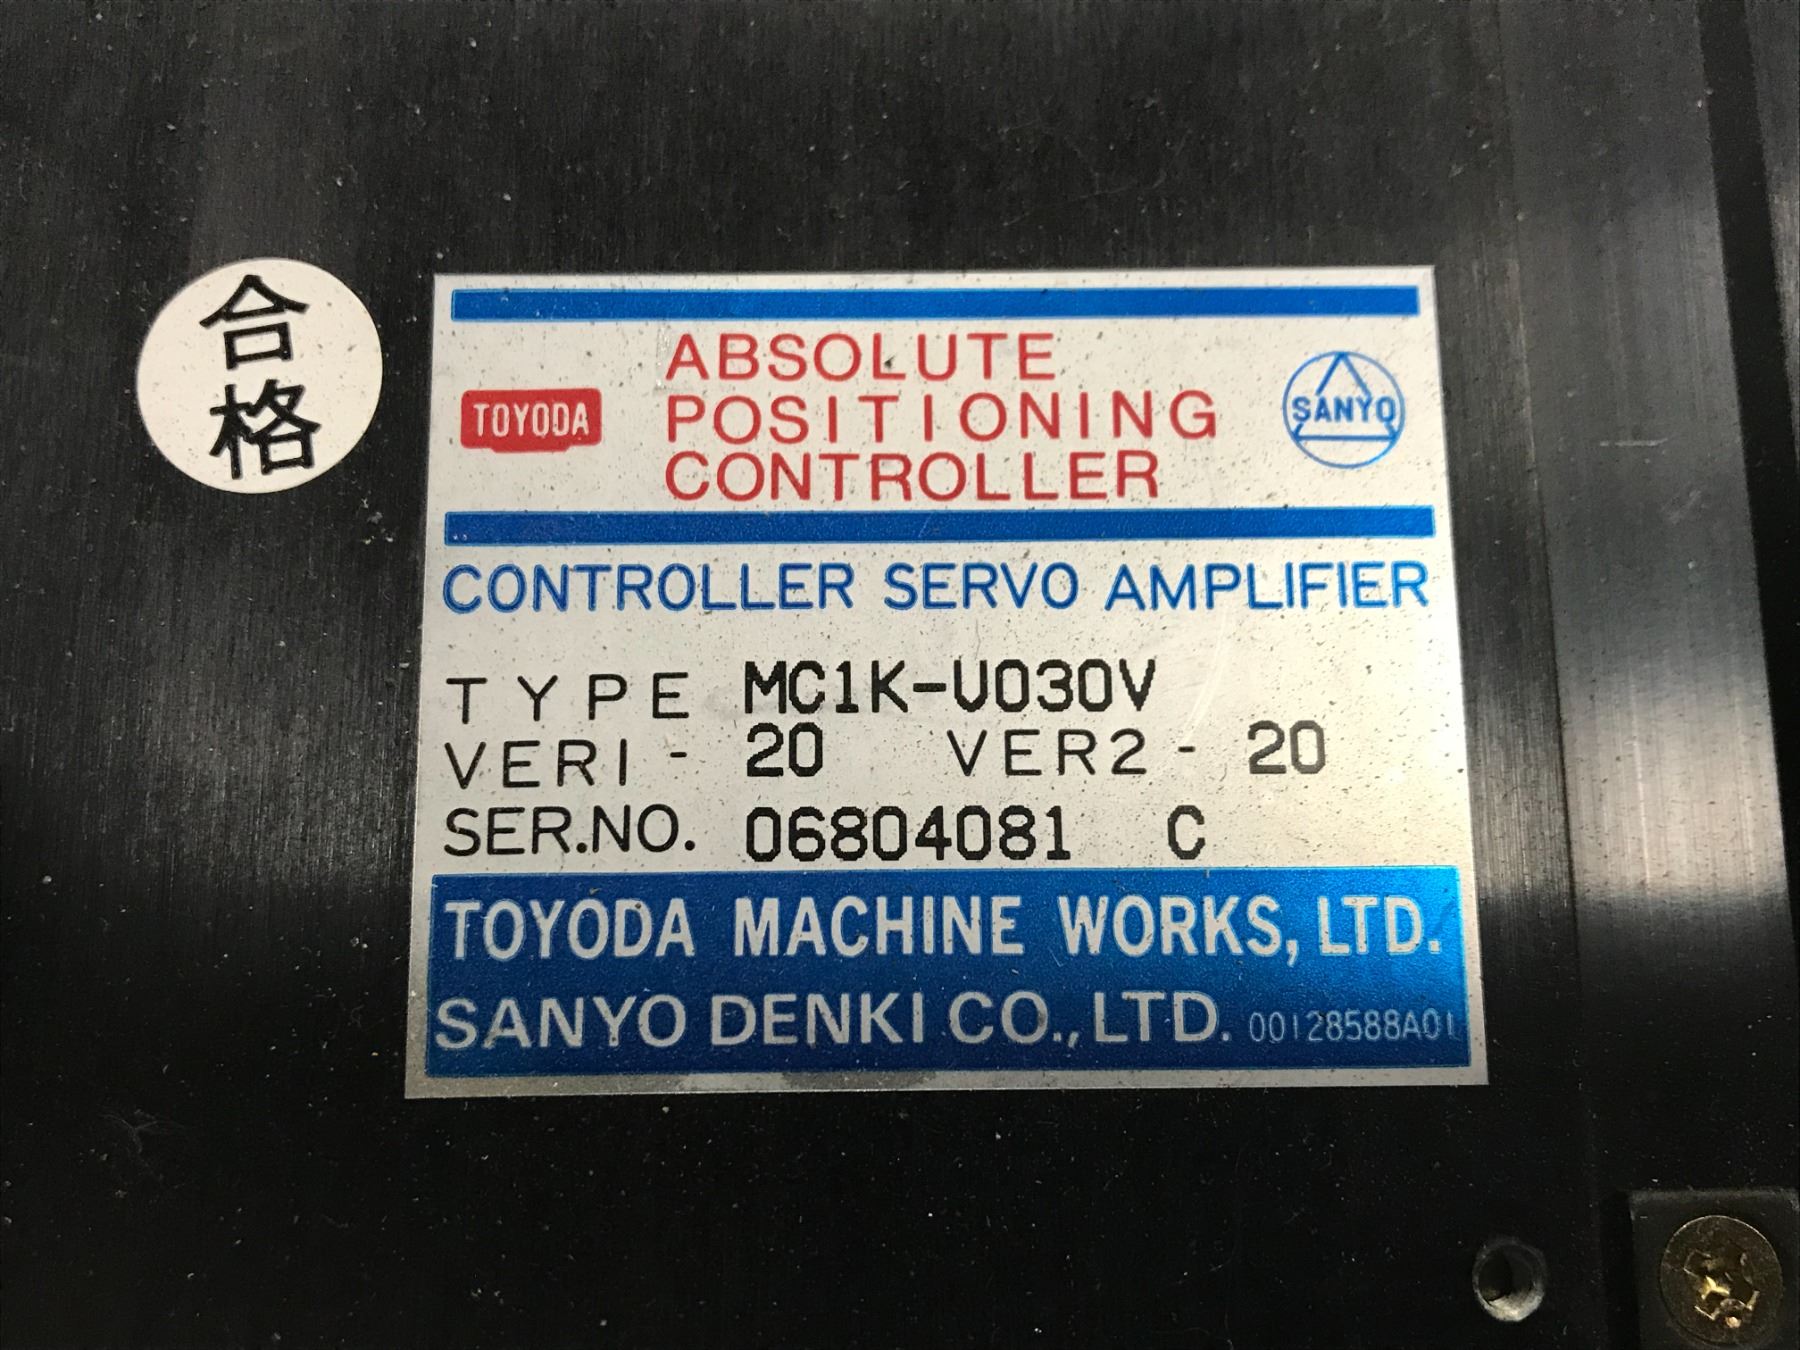 合
格
TOYODA
ABSOLUTE
POSITIONING
CONTROLLER
SANYO
CONTROLLER SERVO AMPLIFIER
TYPE MC1K-U030V
VER1 - 20 VER2 - 20
SER.NO. 06804081 C
TOYODA MACHINE WORKS, LTD.
SANYO DENKI CO., LTD. 00128588A01